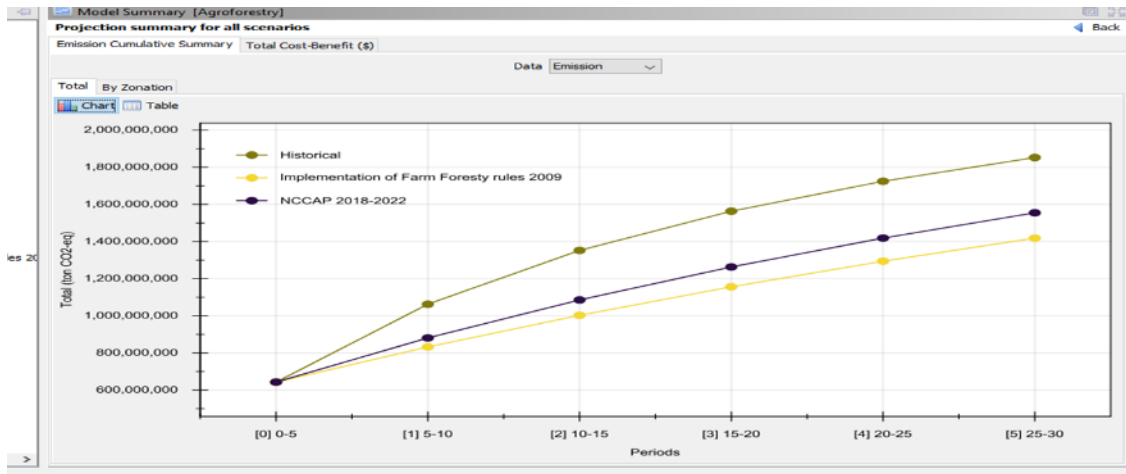 Model Summary [Agroforestry]
Projection summary for all scenarios
Back
Emission Cumulative Summary Total Cost-Benefit ($)
Data Emission
Total By Zonation
Chart Table
2,000,000,000
1,800,000,000
1,600,000,000
1,400,000,000
1,200,000,000
1,000,000,000
800,000,000
600,000,000
Total (ton CO2-eq)
Historical
Implementation of Farm Foresty rules 2009
NCCAP 2018-2022
[0] 0-5 [1] 5-10 [2] 10-15 [3] 15-20 [4] 20-25 [5] 25-30
Periods